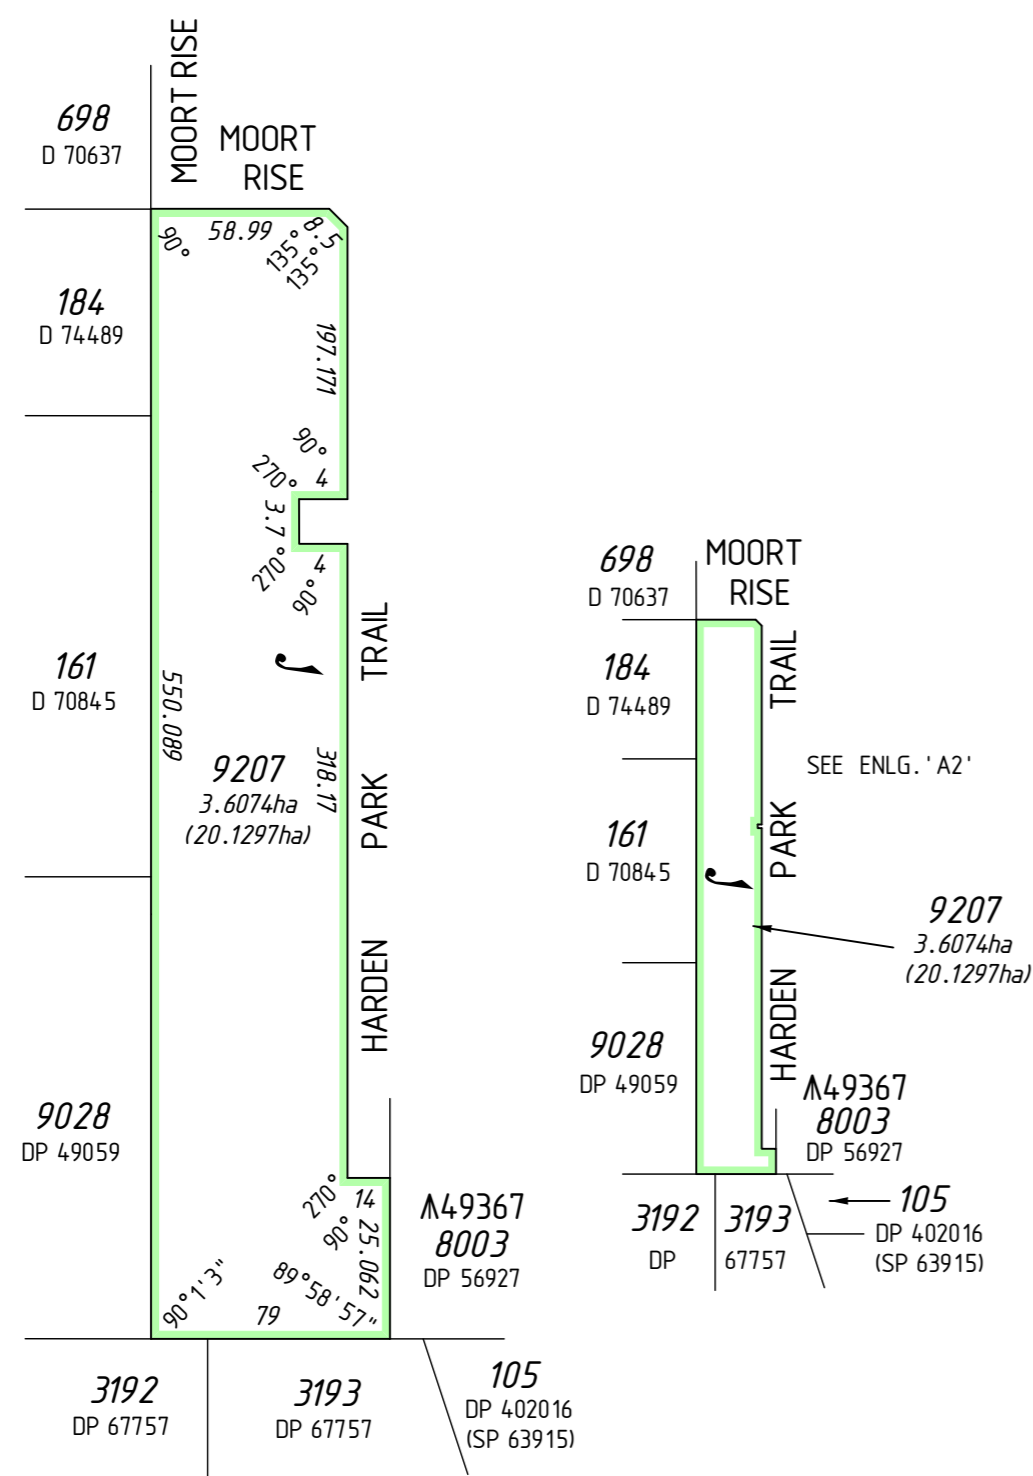 MOORT RISE
698
D 70637
MOORT
RISE
58.99
8.5
90°
135°
135°
184
D 74489
197.171
90°
270°
4
3.7
270°
4
90°
161
D 70845
550.089
TRAIL
318.17
9207
3.6074ha
(20.1297ha)
PARK
HARDEN
9028
DP 49059
270°
14
90°
25.062
49367
8003
DP 56927
90°1'3"
89°58'57"
79
3192
DP 67757
3193
DP 67757
105
DP 402016
(SP 63915)
698
D 70637
MOORT
RISE
184
D 74489
TRAIL
SEE ENLG.'A2'
161
D 70845
PARK
9207
3.6074ha
(20.1297ha)
HARDEN
9028
DP 49059
49367
8003
DP 56927
3192
DP
3193
67757
105
DP 402016
(SP 63915)